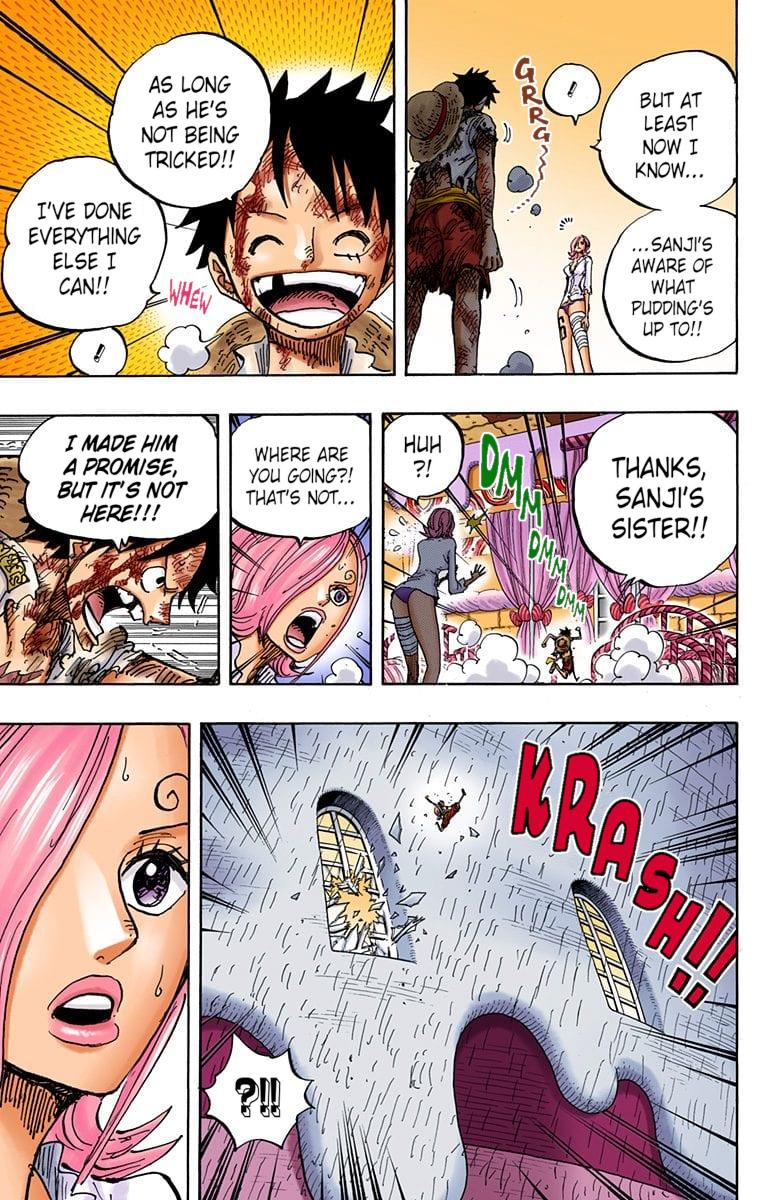 BUT AT
LEAST
NOW I
KNOW...
...SANJI'S
AWARE OF
WHAT
PUDDING'S
UP TO!!
!
GRRG
AS LONG
AS HE'S
NOT BEING
TRICKED!!
I'VE DONE
EVERYTHING
ELSE I
CAN!!
WHEW
!
THANKS,
SANJI'S
SISTER!!
DMM
DMM
DMM
HUH
?!
WHERE ARE
YOU GOING?!
THAT'S NOT...
I MADE HIM
A PROMISE,
BUT IT'S NOT
HERE!!!
KRASH!!
?!!